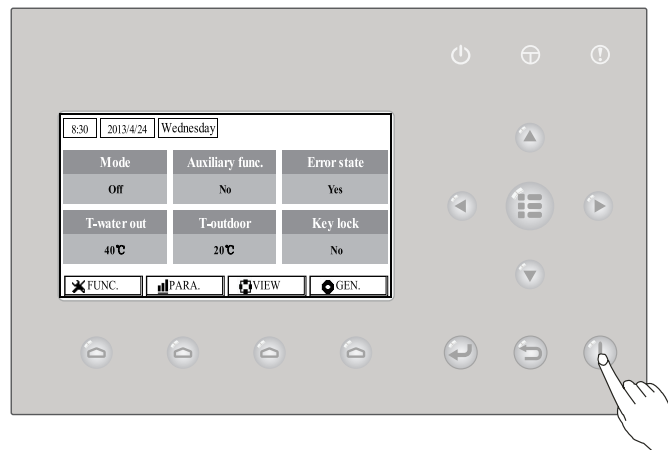 8:30 2013/4/24 Wednesday
Mode Auxiliary func. Error state
Off No Yes
T-water out T-outdoor Key lock
40℃ 20℃ No
FUNC. PARA. VIEW GEN.